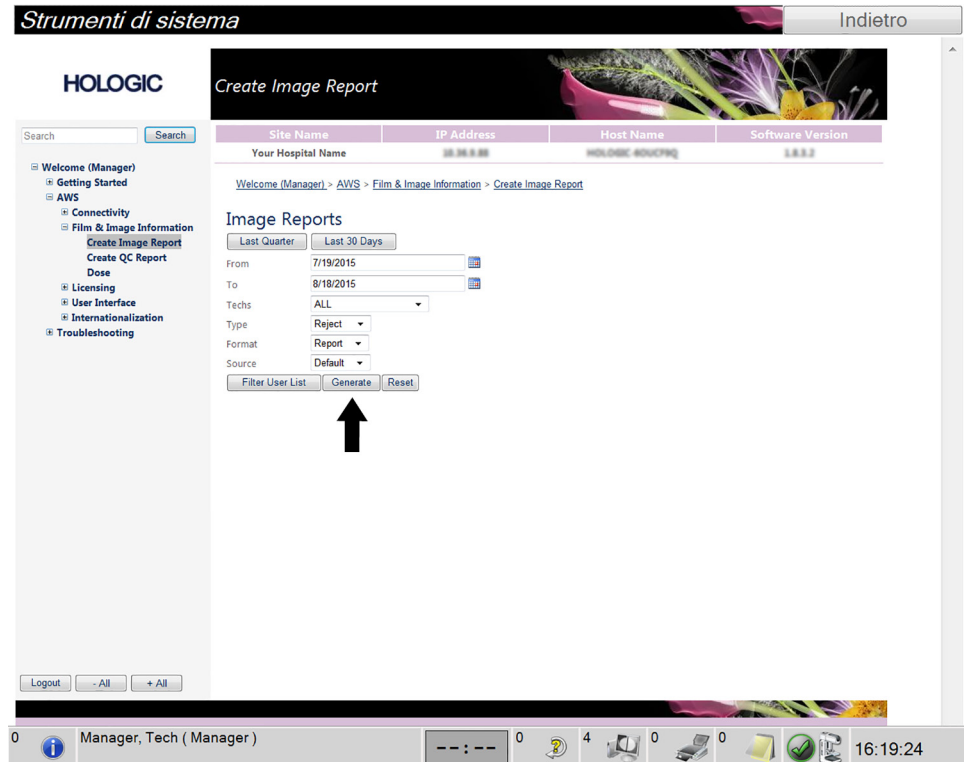 Strumenti di sistema
Indietro
HOLOGIC
Create Image Report
Search
Search
Site Name IP Address Host Name Software Version
Your Hospital Name
Welcome (Manager)
Getting Started
AWS
Connectivity
Film & Image Information
Create Image Report
Create QC Report
Dose
Licensing
User Interface
Internationalization
Troubleshooting
Welcome (Manager) > AWS > Film & Image Information > Create Image Report
Image Reports
Last Quarter Last 30 Days
From 7/19/2015
To 8/18/2015
Techs ALL
Type Reject
Format Report
Source Default
Filter User List Generate Reset
Logout - All + All
0 Manager, Tech ( Manager ) --:-- 0 4 0 0 16:19:24